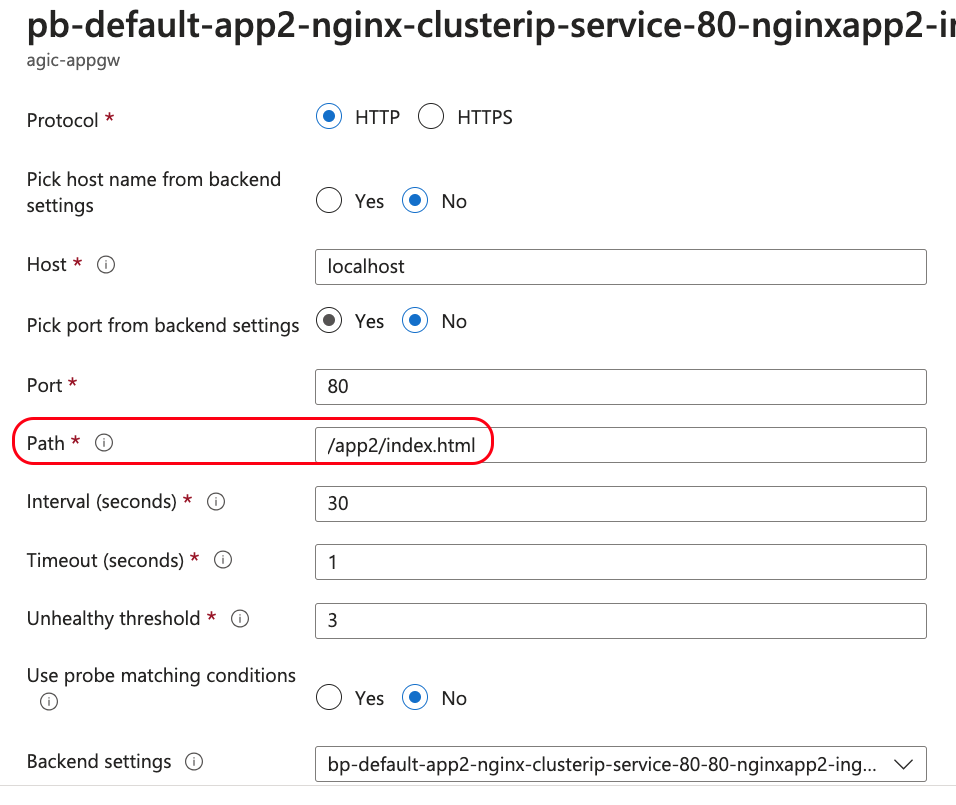 pb-default-app2-nginx-clusterip-service-80-nginxapp2-in
agic-appgw
Protocol *
HTTP HTTPS
Pick host name from backend
settings
Yes No
Host *
localhost
Pick port from backend settings
Yes No
Port *
80
Path *
/app2/index.html
Interval (seconds) *
30
Timeout (seconds) *
1
Unhealthy threshold *
3
Use probe matching conditions
Yes No
Backend settings
bp-default-app2-nginx-clusterip-service-80-80-nginxapp2-ing...